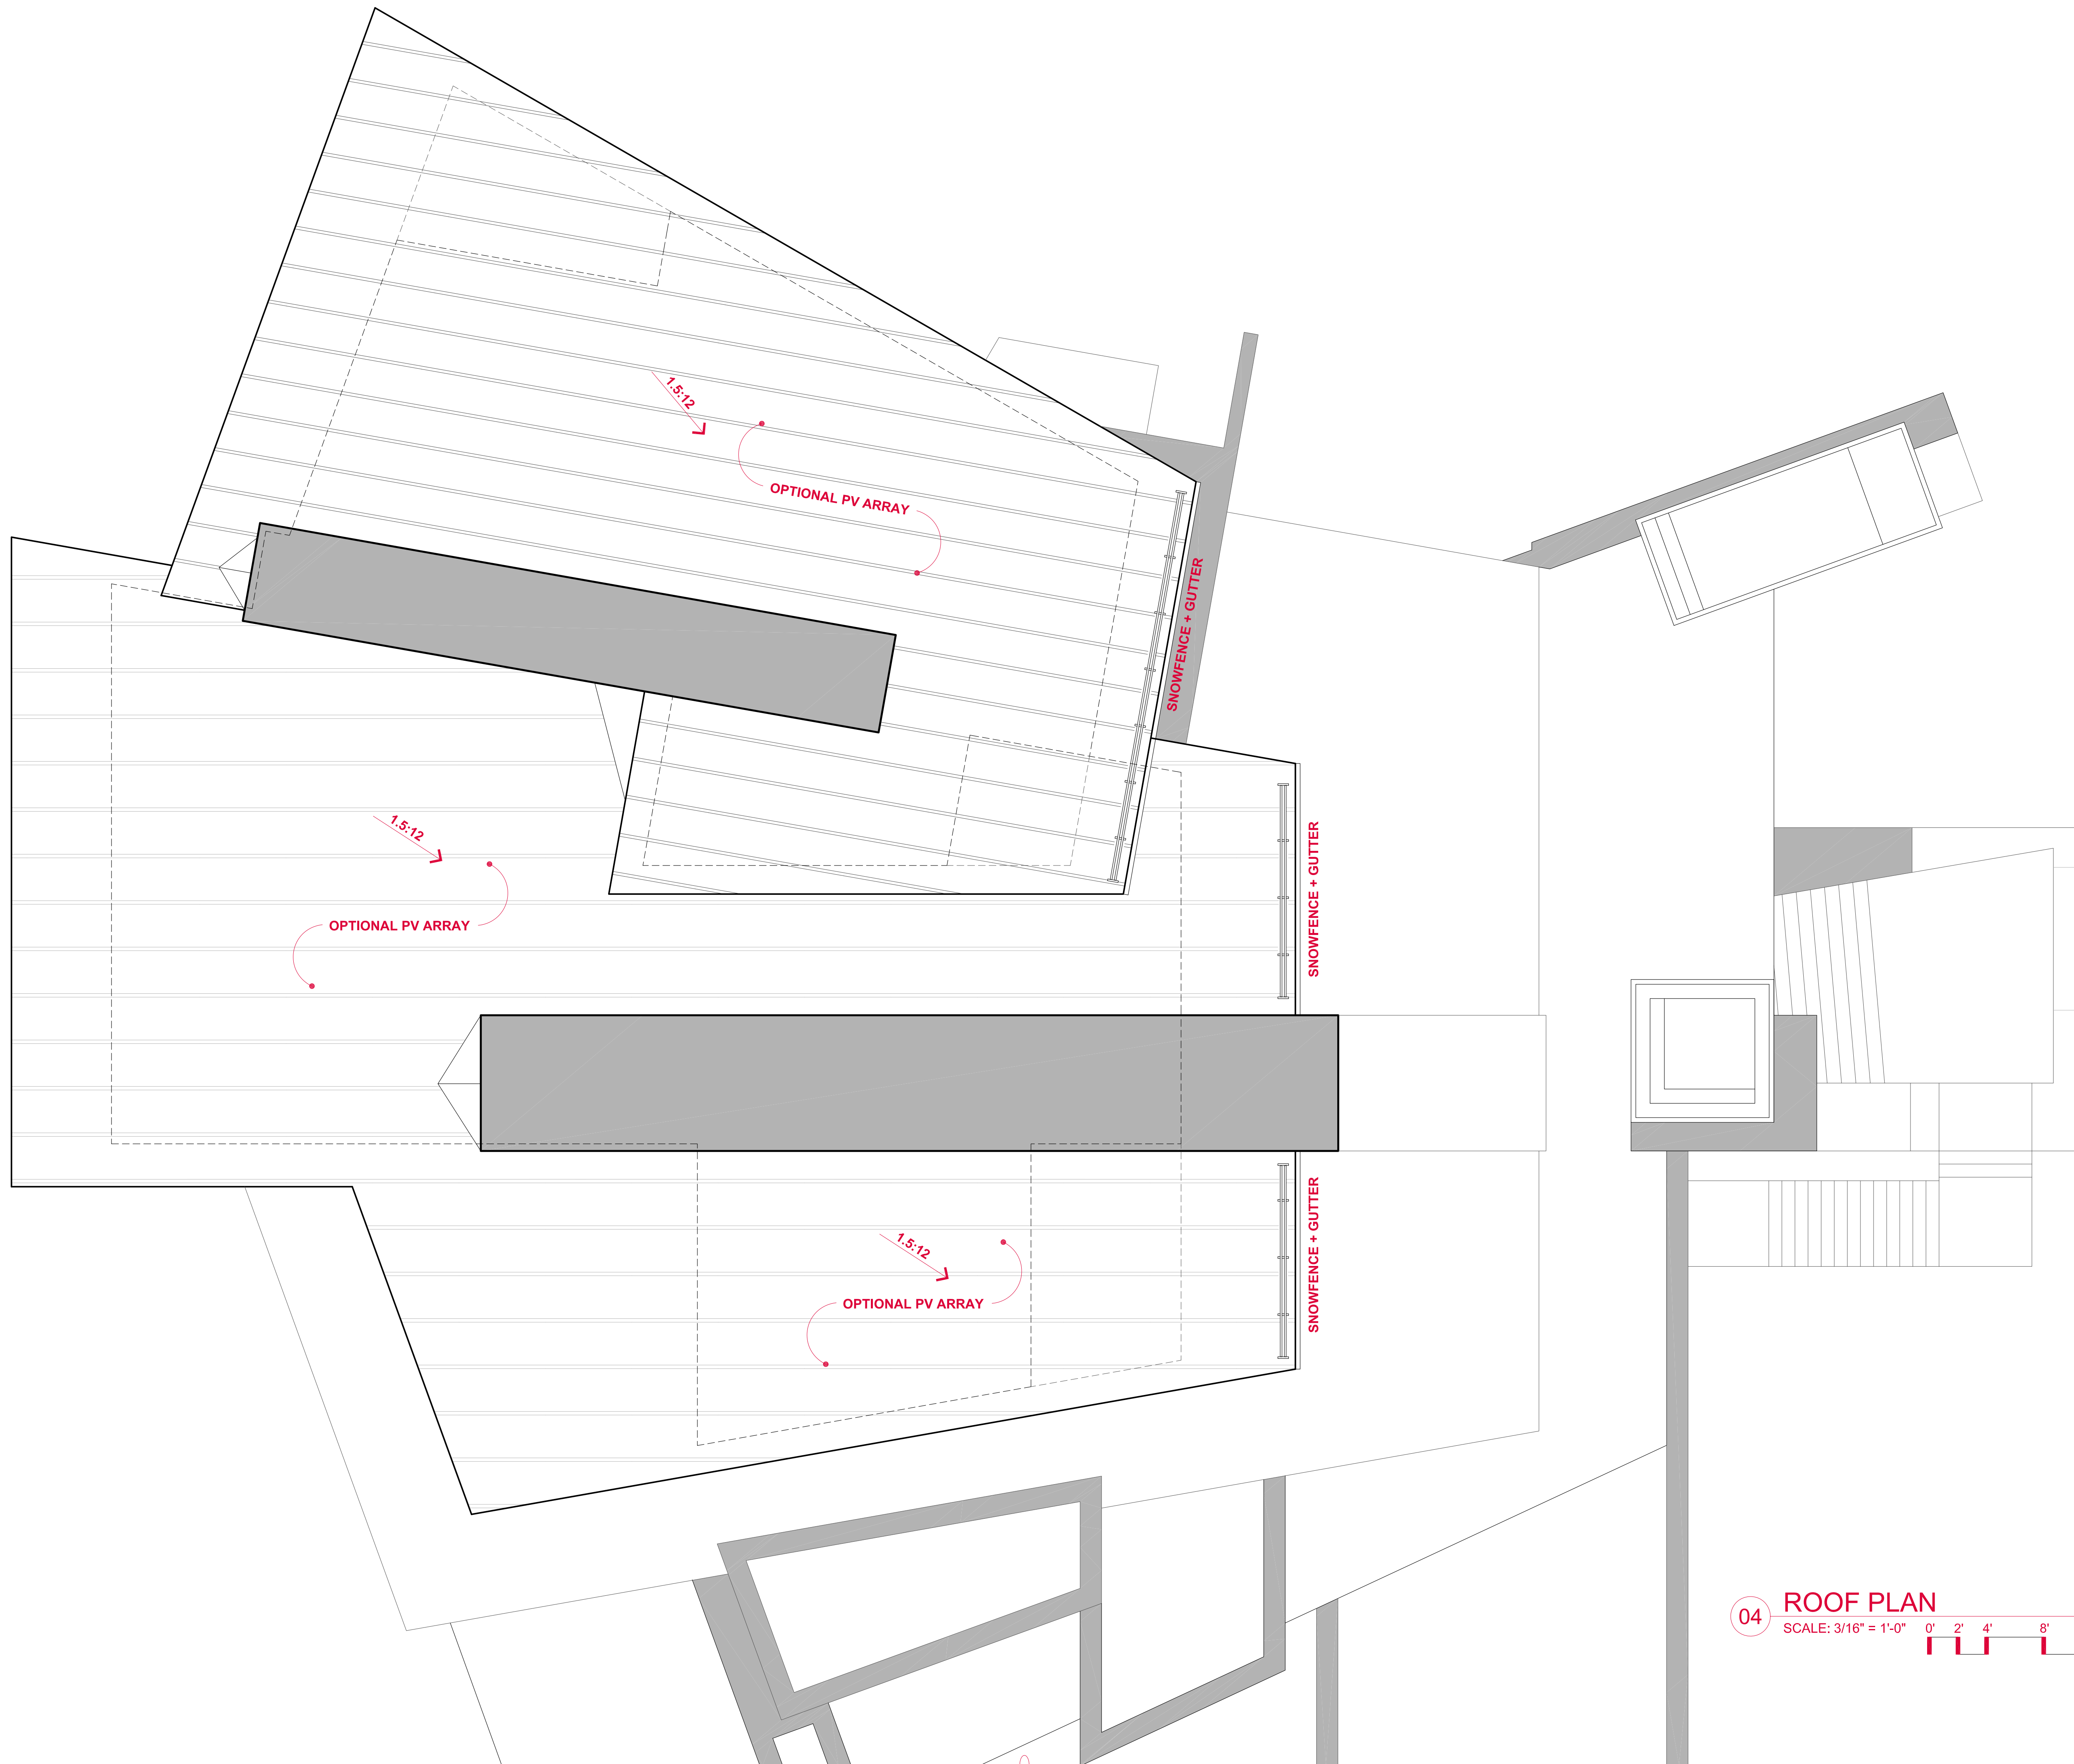 1.5:12
OPTIONAL PV ARRAY
SNOWFENCE + GUTTER
1.5:12
OPTIONAL PV ARRAY
SNOWFENCE + GUTTER
1.5:12
OPTIONAL PV ARRAY
SNOWFENCE + GUTTER
04
ROOF PLAN
SCALE: 3/16" = 1'-0"
0' 2' 4' 8'